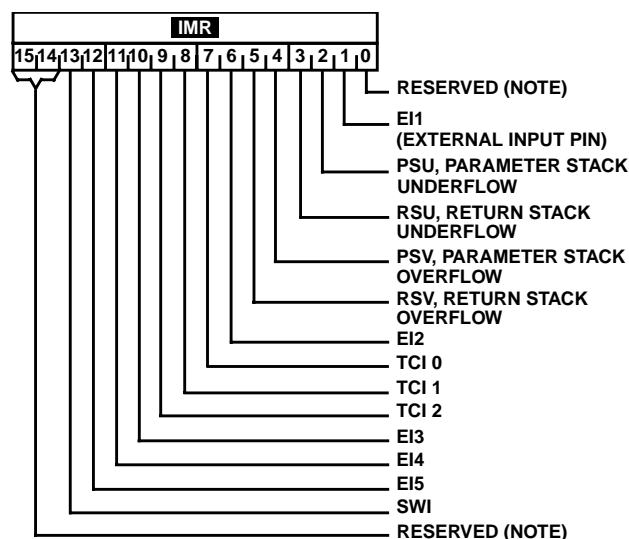 IMR
15 14 13 12 11 10 9 8 7 6 5 4 3 2 1 0
RESERVED (NOTE)
EI1
(EXTERNAL INPUT PIN)
PSU, PARAMETER STACK
UNDERFLOW
RSU, RETURN STACK
UNDERFLOW
PSV, PARAMETER STACK
OVERFLOW
RSV, RETURN STACK
OVERFLOW
EI2
TCI 0
TCI 1
TCI 2
EI3
EI4
EI5
SWI
RESERVED (NOTE)